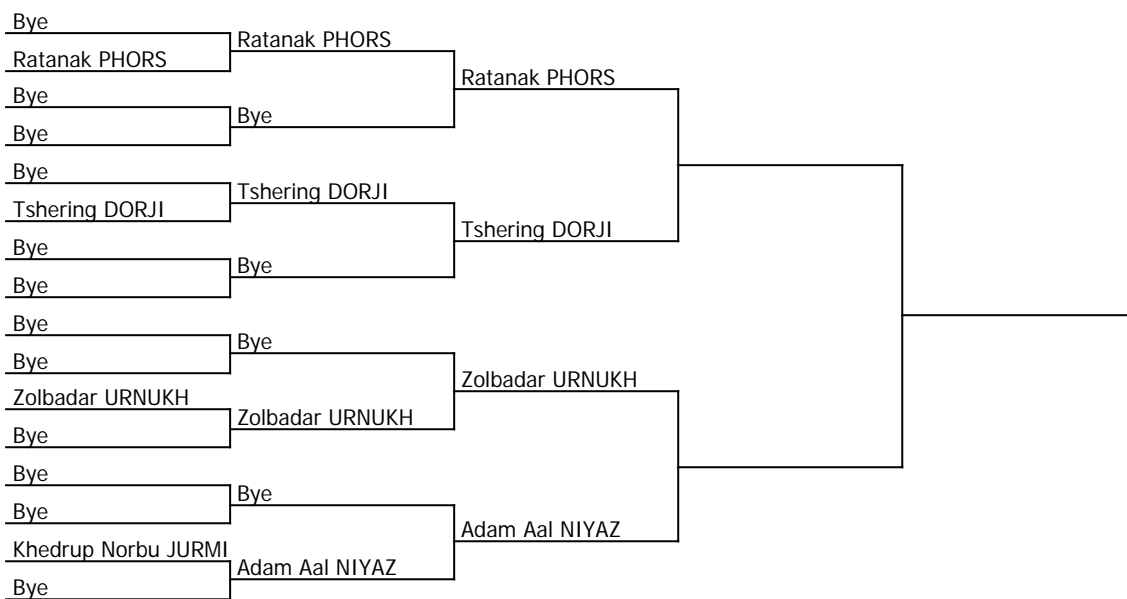 Bye
Ratanak PHORS
Bye
Bye
Bye
Tshering DORJI
Bye
Bye
Bye
Bye
Zolbadar URNUKH
Bye
Bye
Bye
Khedrup Norbu JURMI
Bye
Ratanak PHORS
Bye
Tshering DORJI
Bye
Bye
Zolbadar URNUKH
Bye
Adam Aal NIYAZ
Ratanak PHORS
Tshering DORJI
Zolbadar URNUKH
Adam Aal NIYAZ